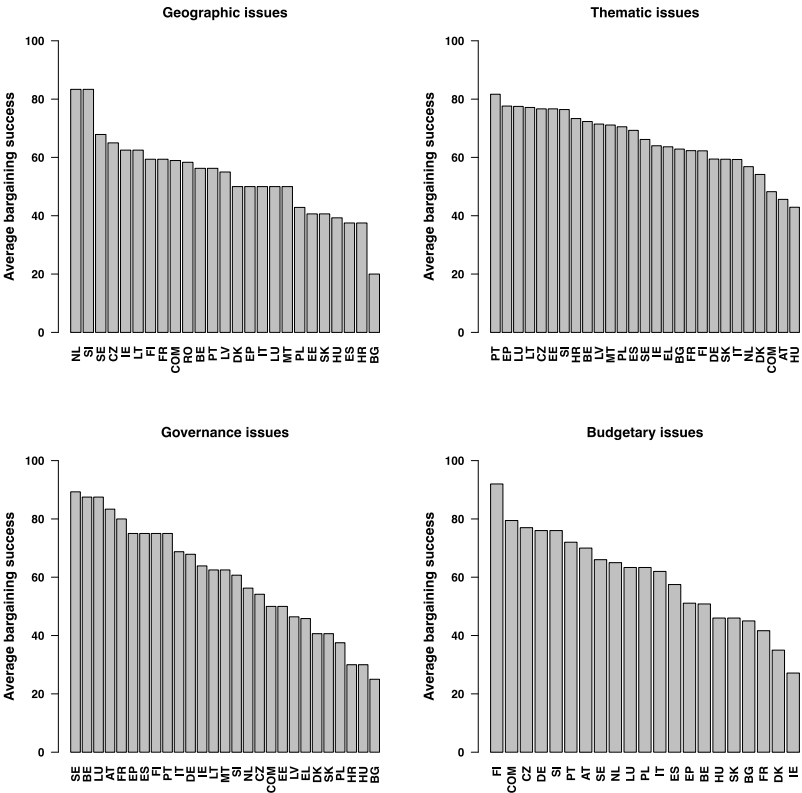 Geographic issues
Average bargaining success
100
80
60
40
20
0
NL SI SE CZ IE LT FI FR COM RO BE PT LV DK EP IT LU MT PL EE SK HU ES HR BG
Thematic issues
Average bargaining success
100
80
60
40
20
0
PT EP LU LT CZ EE SI HR BE LV MT PL ES SE IE EL BG FR FI DE SK IT NL DK COM AT HU
Governance issues
Average bargaining success
100
80
60
40
20
0
SE BE LU AT FR EP ES FI PT IT DE IE LT MT SI NL CZ COM EE LV EL DK SK PL HR HU BG
Budgetary issues
Average bargaining success
100
80
60
40
20
0
FI COM CZ DE SI PT AT SE NL LU PL IT ES EP BE HU SK BG FR DK IE